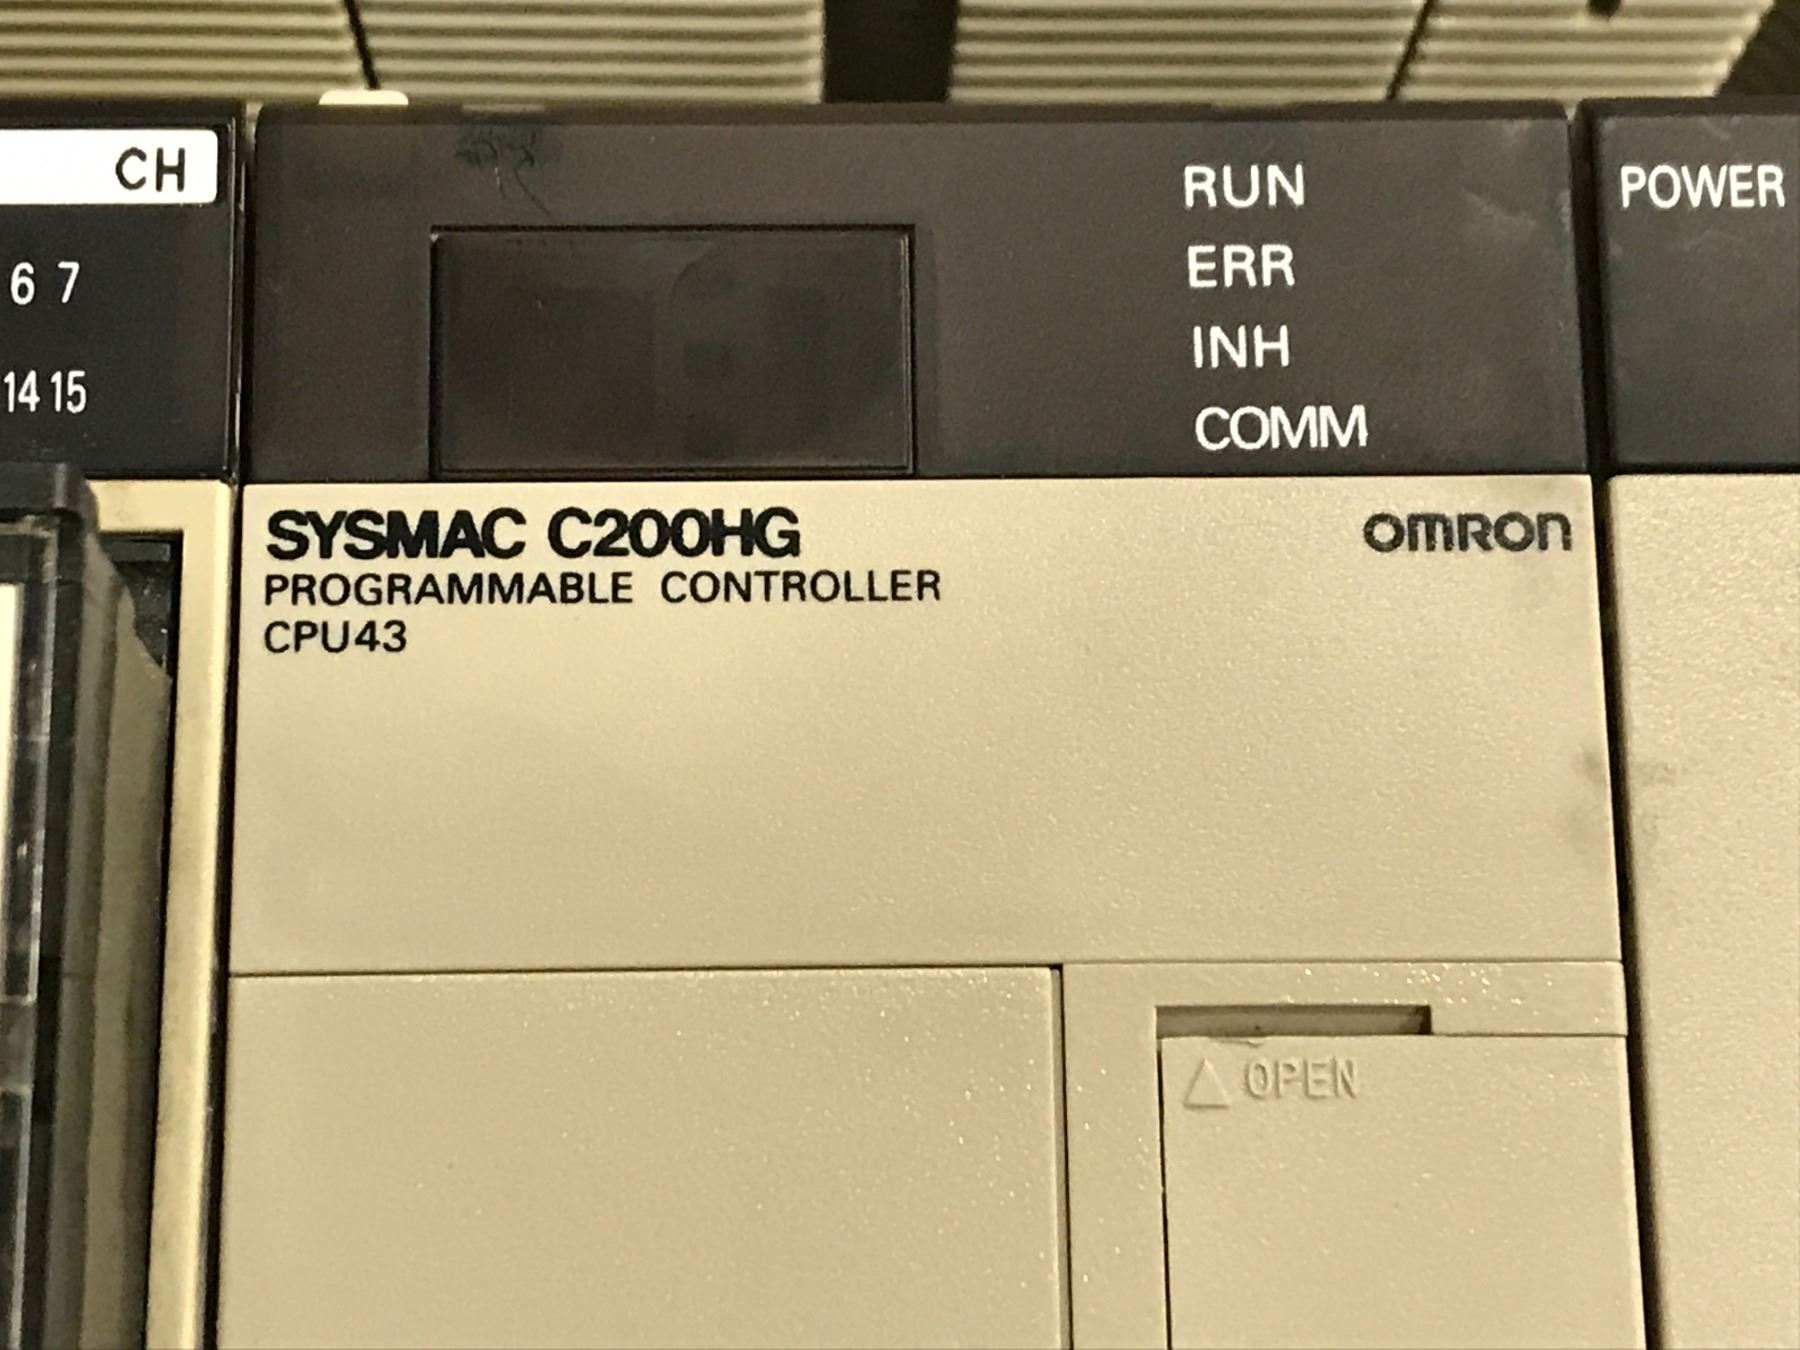 CH
6 7
14 15
RUN
ERR
INH
COMM
POWER
SYSMAC C200HG
OMRON
PROGRAMMABLE CONTROLLER
CPU43
△ OPEN